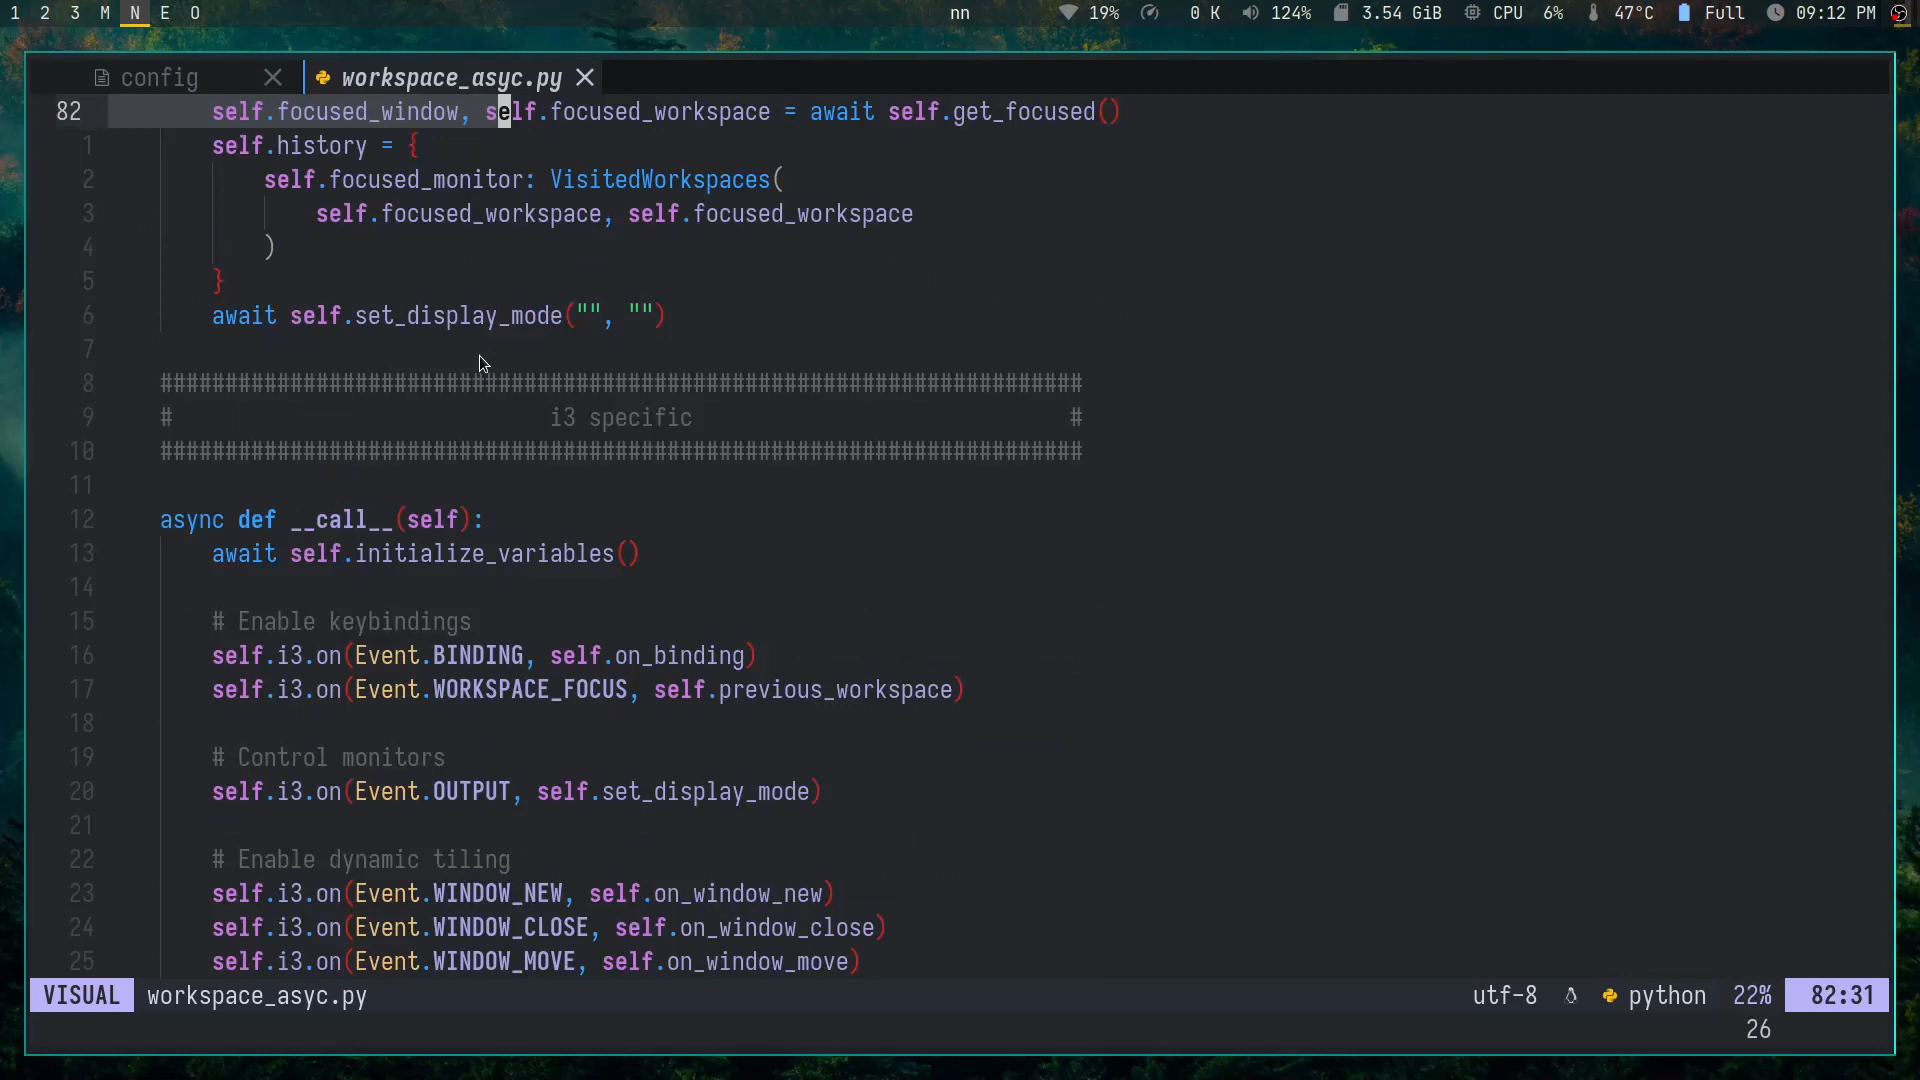 1 2 3 M N E O nn 19% 0 K 124% 3.54 GiB CPU 6% 47°C Full 09:12 PM
config workspace_asyc.py
82 self.focused_window, self.focused_workspace = await self.get_focused()
1 self.history = {
2 self.focused_monitor: VisitedWorkspaces(
3 self.focused_workspace, self.focused_workspace
4 )
5 }
6 await self.set_display_mode("", "")
7
8 #######################################################################
9 # i3 specific #
10 #######################################################################
11
12 async def __call__(self):
13 await self.initialize_variables()
14
15 # Enable keybindings
16 self.i3.on(Event.BINDING, self.on_binding)
17 self.i3.on(Event.WORKSPACE_FOCUS, self.previous_workspace)
18
19 # Control monitors
20 self.i3.on(Event.OUTPUT, self.set_display_mode)
21
22 # Enable dynamic tiling
23 self.i3.on(Event.WINDOW_NEW, self.on_window_new)
24 self.i3.on(Event.WINDOW_CLOSE, self.on_window_close)
25 self.i3.on(Event.WINDOW_MOVE, self.on_window_move)
VISUAL workspace_asyc.py utf-8 python 22% 82:31
26